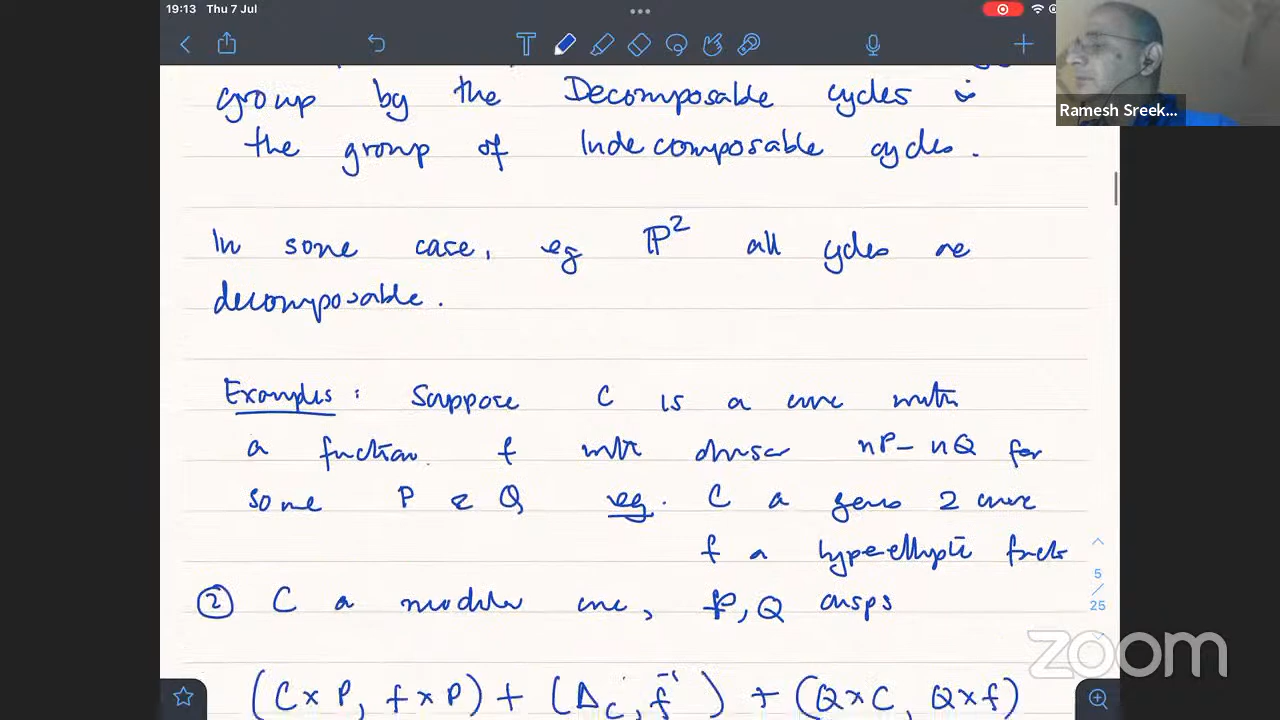 19:13 Thu 7 Jul
Ramesh Sreek...
group by the Decomposable cycles is
the group of Indecomposable cycles.
In some case, eg ℙ² all cycles are
decomposable.
Examples: Suppose C is a curve with
a function f with divisor nP - nQ for
some P & Q eg. C a genus 2 curve
f a hyperelliptic functn
② C a modular curve, P, Q cusps
(C × P, f × P) + (Δ_C, f⁻¹) + (Q × C, Q × f)
5
/
25
zoom